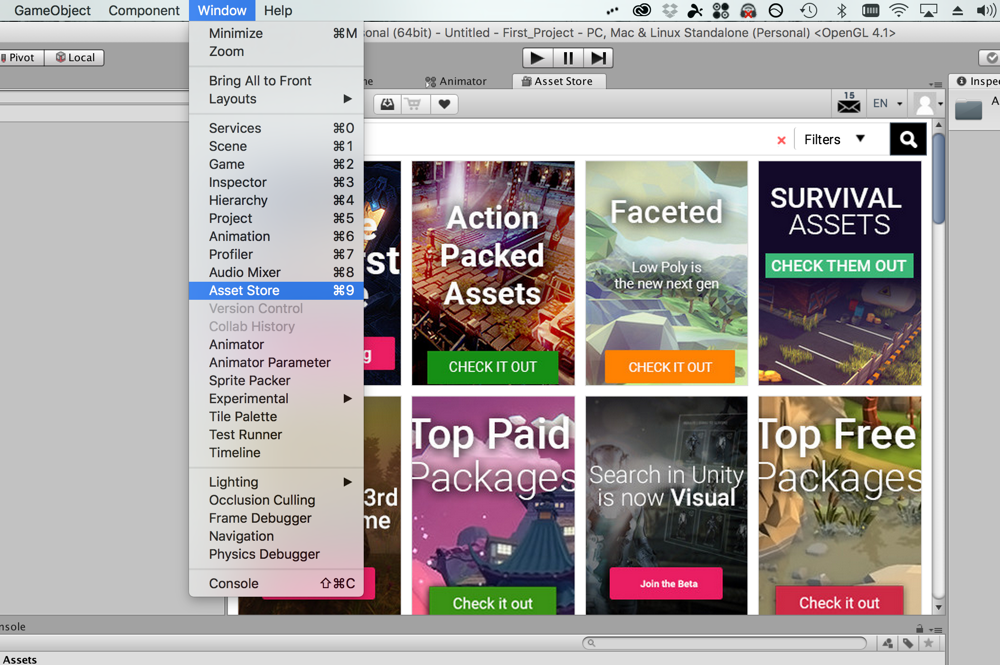 GameObject Component Window Help
Minimize ⌘M
Zoom
Bring All to Front
Layouts
Services ⌘0
Scene ⌘1
Game ⌘2
Inspector ⌘3
Hierarchy ⌘4
Project ⌘5
Animation ⌘6
Profiler ⌘7
Audio Mixer ⌘8
Asset Store ⌘9
Version Control
Collab History
Animator
Animator Parameter
Sprite Packer
Experimental
Tile Palette
Test Runner
Timeline
Lighting
Occlusion Culling
Frame Debugger
Navigation
Physics Debugger
Console ⇧⌘C
sonal (64bit) - Untitled - First_Project - PC, Mac & Linux Standalone (Personal) <OpenGL 4.1>
Pivot Local
Animator Asset Store
Inspec
15
EN
A
Filters
Action
Packed
Assets
CHECK IT OUT
Faceted
Low Poly is
the new next gen
CHECK IT OUT
SURVIVAL
ASSETS
CHECK THEM OUT
3rd
me
Top Paid
Packages
Check it out
Search in Unity
is now Visual
Join the Beta
Top Free
Packages
Check it out
nsole
Assets